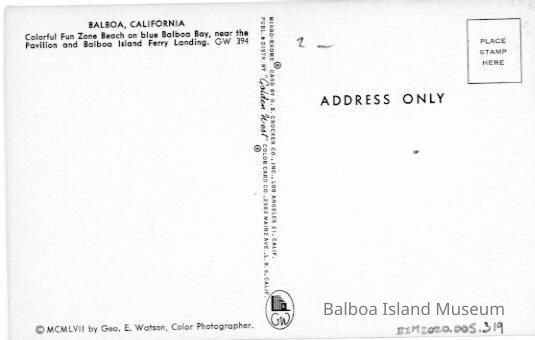 BALBOA, CALIFORNIA
Colorful Fun Zone Beach on blue Balboa Bay, near the
Pavilion and Balboa Island Ferry Landing. GW 394
© MCMLVII by Geo. E. Watson, Color Photographer.
MIRRO-KROME ® CARD BY H. S. CROCKER CO., INC., LOS ANGELES 21, CALIF.
PUBL. & DISTR. BY "Golden West" ® COLOR CARD CO., 2593 MAINE AVE., L. B. 6, CALIF.
GW
2 —
PLACE
STAMP
HERE
ADDRESS ONLY
Balboa Island Museum
BIM2020.005.319